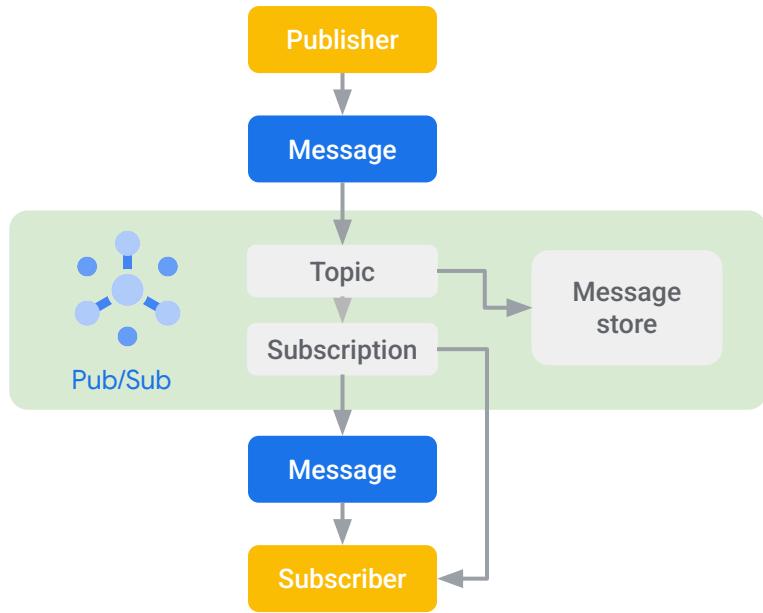 Publisher
Message
Topic
Message
store
Subscription
Pub/Sub
Message
Subscriber